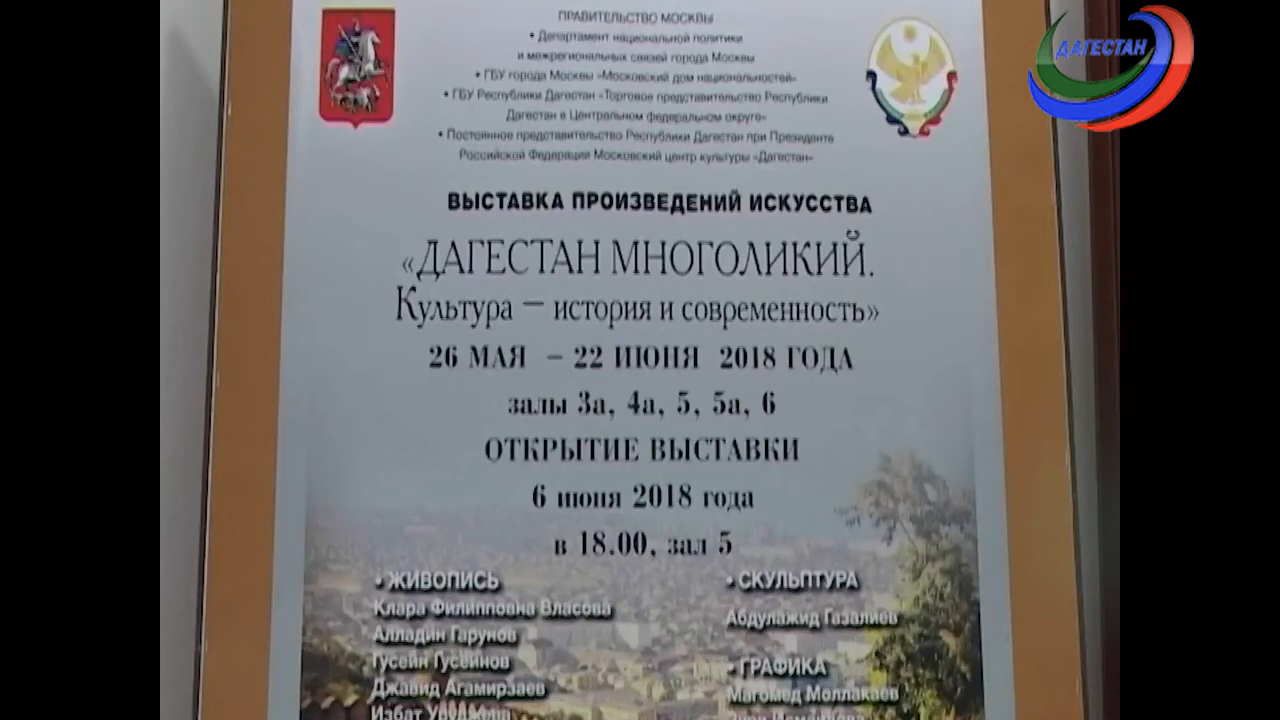 ПРАВИТЕЛЬСТВО МОСКВЫ
• Департамент национальной политики
и межрегиональных связей города Москвы
• ГБУ города Москвы «Московский дом национальностей»
• ГБУ Республики Дагестан «Торговое представительство Республики
Дагестан в Центральном федеральном округе»
• Постоянное представительство Республики Дагестан при Президенте
Российской Федерации Московский центр культуры «Дагестан»
ДАГЕСТАН
ВЫСТАВКА ПРОИЗВЕДЕНИЙ ИСКУССТВА
«ДАГЕСТАН МНОГОЛИКИЙ.
Культура — история и современность»
26 МАЯ – 22 ИЮНЯ 2018 ГОДА
залы 3а, 4а, 5, 5а, 6
ОТКРЫТИЕ ВЫСТАВКИ
6 июня 2018 года
в 18.00, зал 5
• ЖИВОПИСЬ
Клара Филипповна Власова
Алладин Гарунов
Гусейн Гусейнов
Джавид Агамирзаев
Избат
• СКУЛЬПТУРА
Абдулажид Газалиев
• ГРАФИКА
Магомед Моллакаев